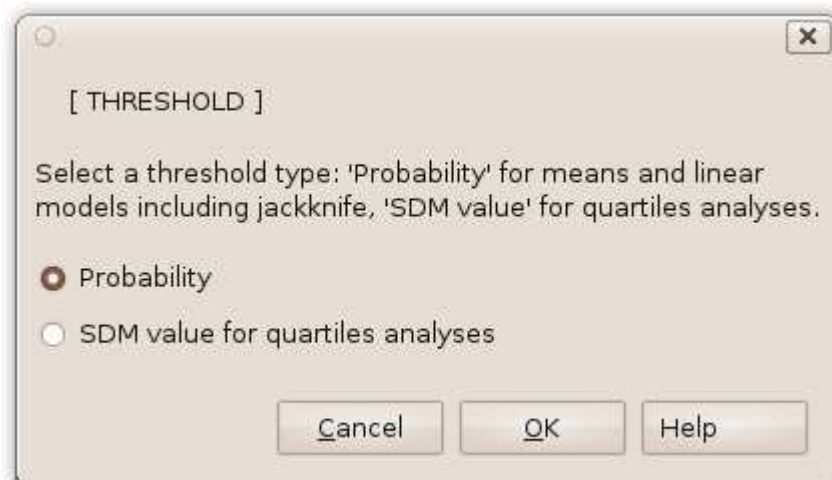 [ THRESHOLD ]
Select a threshold type: 'Probability' for means and linear
models including jackknife, 'SDM value' for quartiles analyses.
Probability
SDM value for quartiles analyses
Cancel OK Help